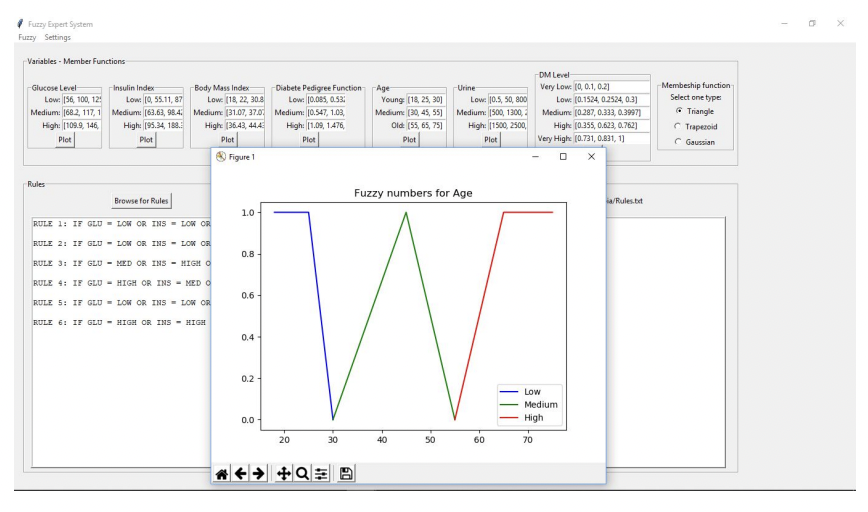 Fuzzy Expert System
Fuzzy Settings
Variables - Member Functions
Glucose Level
Low: [56, 100, 125
Medium: [68.2, 117, 1
High: [109.9, 146,
Plot
Insulin Index
Low: [0, 55.11, 87
Medium: [63.63, 98.42
High: [95.34, 188.3
Plot
Body Mass Index
Low: [18, 22, 30.8
Medium: [31.07, 37.07
High: [36.43, 44.43
Plot
Diabete Pedigree Function
Low: [0.085, 0.532
Medium: [0.547, 1.03,
High: [1.09, 1.476,
Plot
Age
Young: [18, 25, 30]
Medium: [30, 45, 55]
Old: [55, 65, 75]
Plot
Urine
Low: [0.5, 50, 800
Medium: [500, 1300, 2
High: [1500, 2500,
Plot
DM Level
Very Low: [0, 0.1, 0.2]
Low: [0.1524, 0.2524, 0.3]
Medium: [0.287, 0.333, 0.3997]
High: [0.355, 0.623, 0.762]
Very High: [0.731, 0.831, 1]
Membeship function
Select one type:
Triangle
Trapezoid
Gaussian
Rules
Browse for Rules
ia/Rules.txt
RULE 1: IF GLU = LOW OR INS = LOW OR
RULE 2: IF GLU = LOW OR INS = LOW OR
RULE 3: IF GLU = MED OR INS = HIGH O
RULE 4: IF GLU = HIGH OR INS = MED O
RULE 5: IF GLU = LOW OR INS = LOW OR
RULE 6: IF GLU = HIGH OR INS = HIGH
Figure 1
Fuzzy numbers for Age
1.0
0.8
0.6
0.4
0.2
0.0
20 30 40 50 60 70
Low
Medium
High